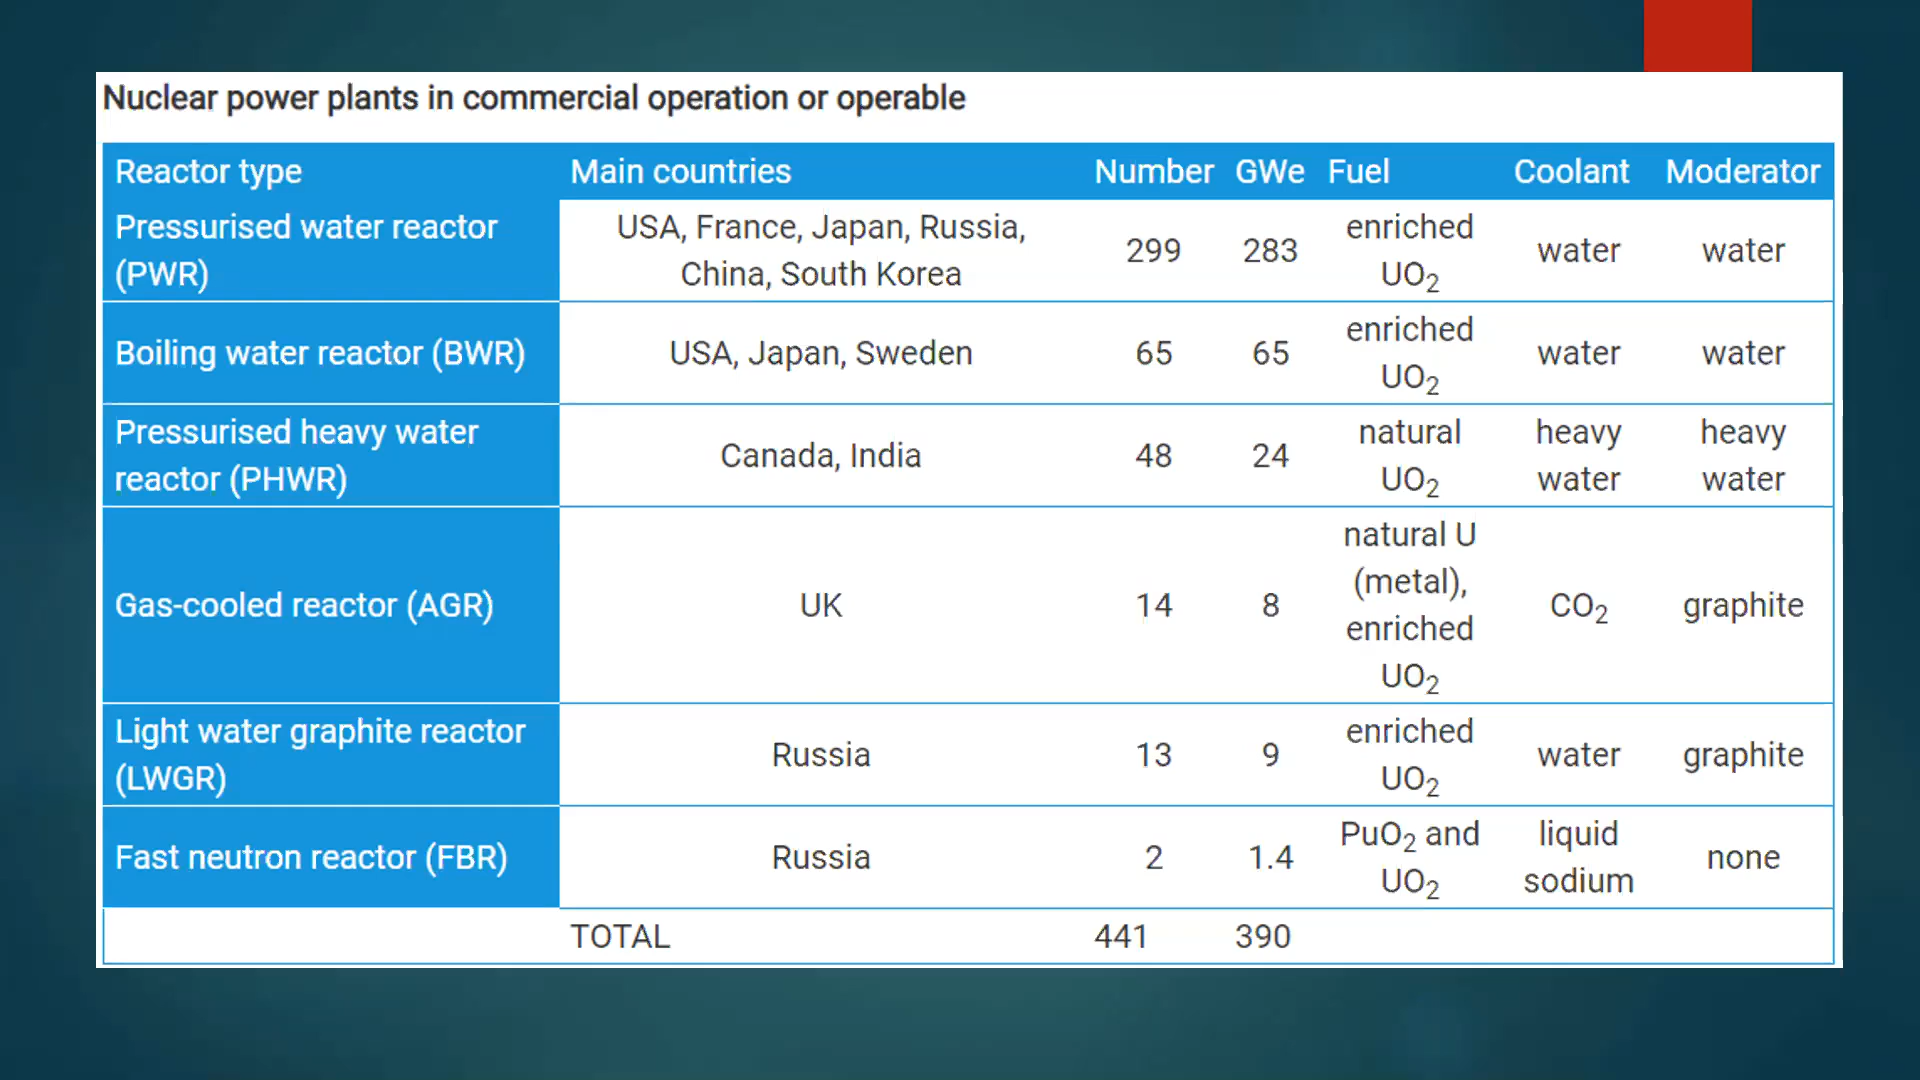 Nuclear power plants in commercial operation or operable
Reactor type Main countries Number GWe Fuel Coolant Moderator
Pressurised water reactor (PWR) USA, France, Japan, Russia, China, South Korea 299 283 enriched UO₂ water water
Boiling water reactor (BWR) USA, Japan, Sweden 65 65 enriched UO₂ water water
Pressurised heavy water reactor (PHWR) Canada, India 48 24 natural UO₂ heavy water heavy water
Gas-cooled reactor (AGR) UK 14 8 natural U (metal), enriched UO₂ CO₂ graphite
Light water graphite reactor (LWGR) Russia 13 9 enriched UO₂ water graphite
Fast neutron reactor (FBR) Russia 2 1.4 PuO₂ and UO₂ liquid sodium none
TOTAL 441 390